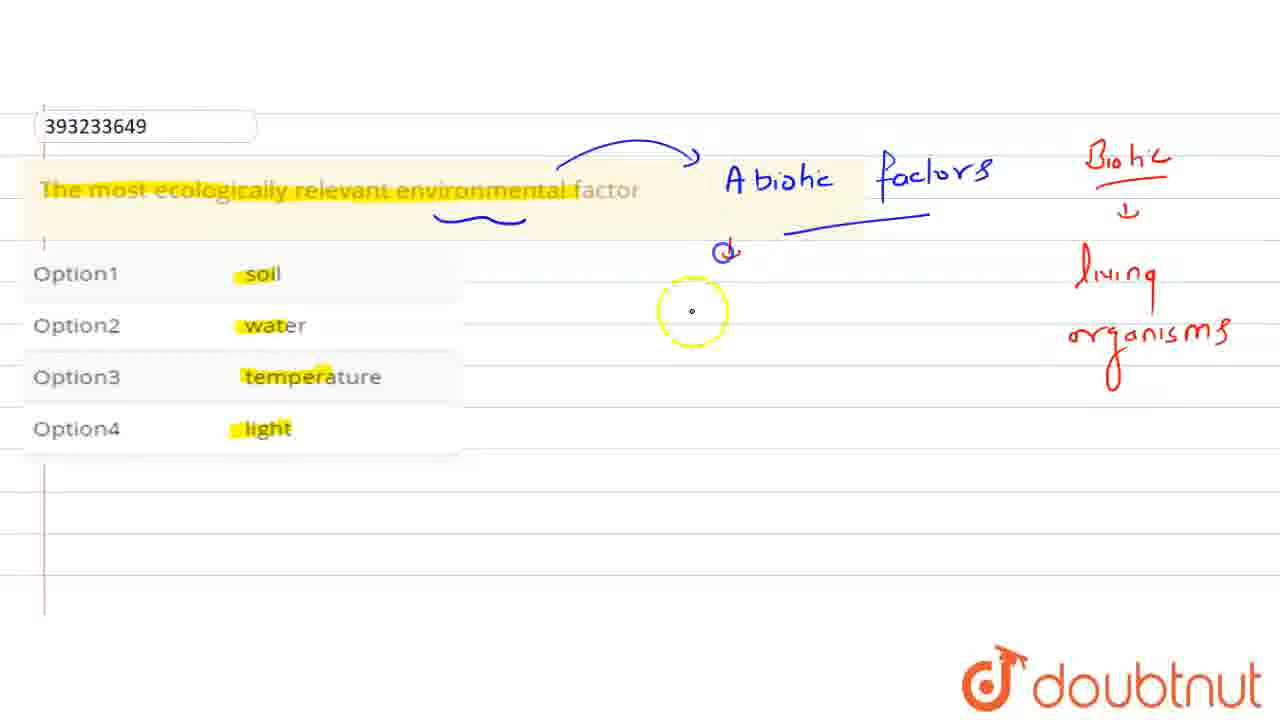 393233649
The most ecologically relevant environmental factor
Abiotic factors
Biotic
living
organisms
Option1 soil
Option2 water
Option3 temperature
Option4 light
doubtnut